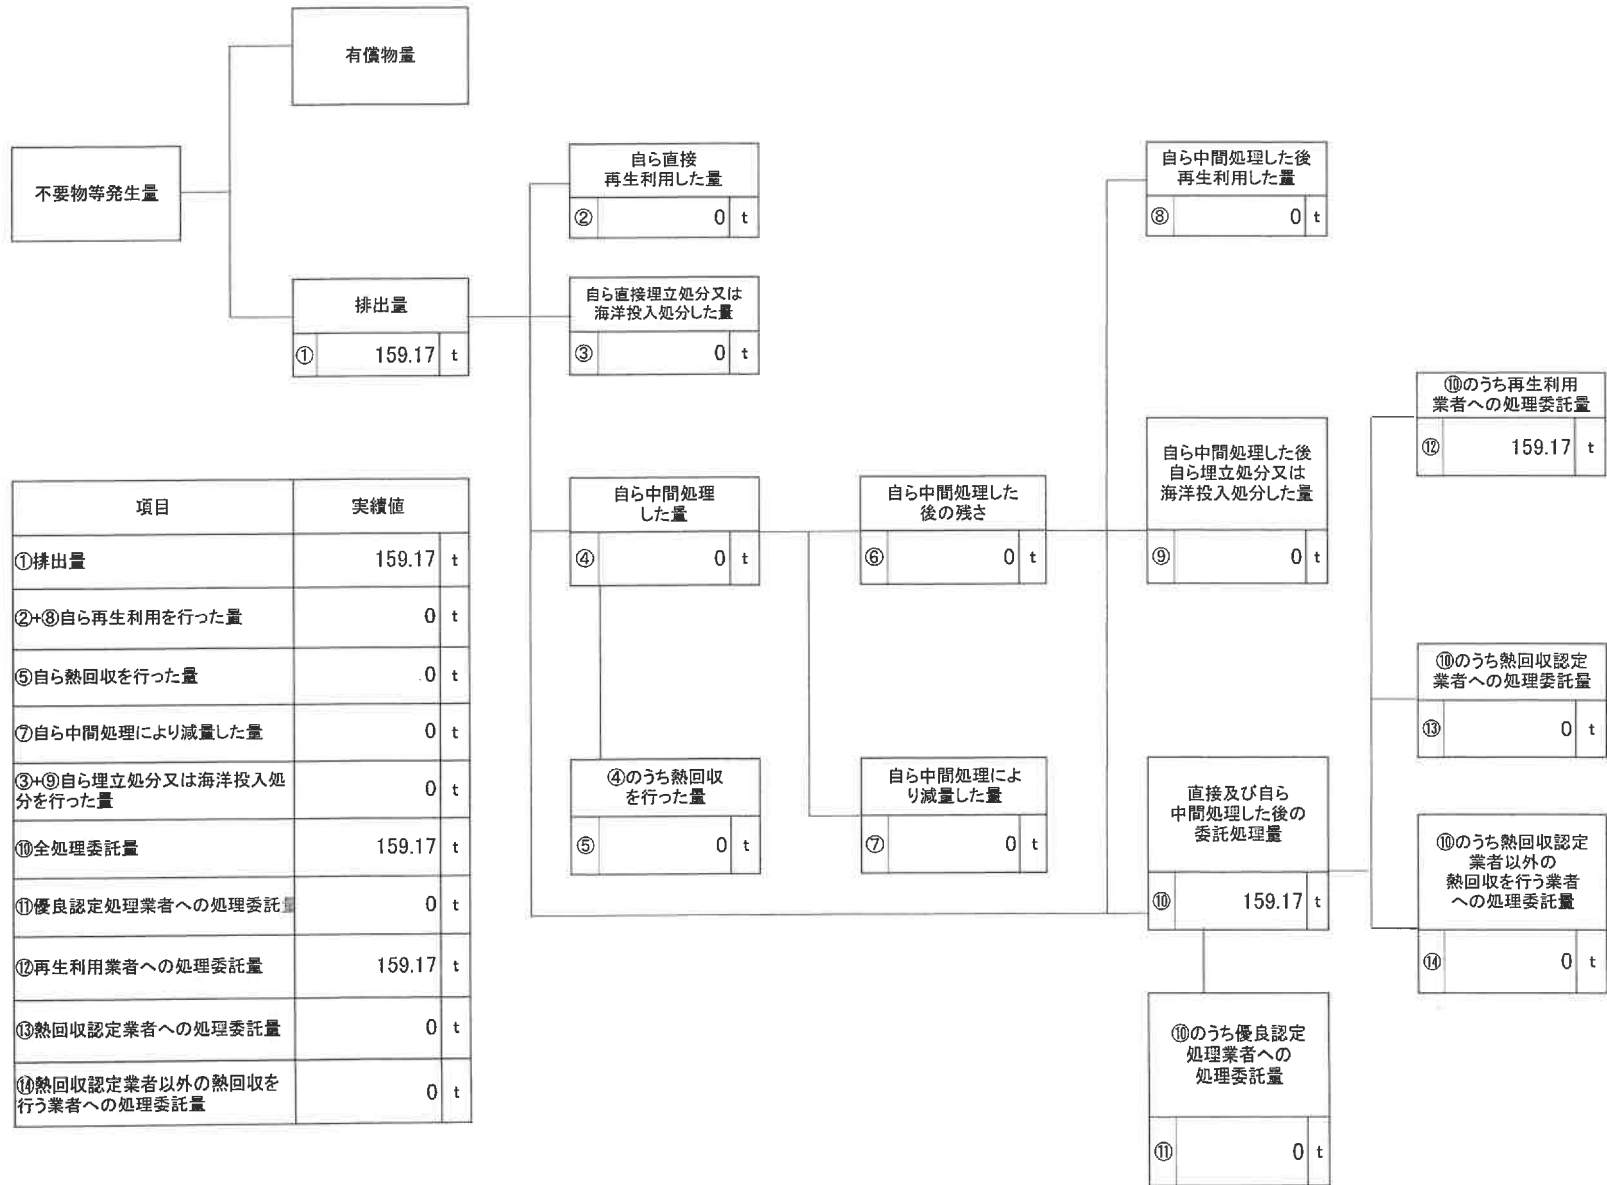 有償物量
不要物等発生量
排出量
① 159.17 t
自ら直接
再生利用した量
② 0 t
自ら直接埋立処分又は
海洋投入処分した量
③ 0 t
自ら中間処理
した量
④ 0 t
④のうち熱回収
を行った量
⑤ 0 t
自ら中間処理した
後の残さ
⑥ 0 t
自ら中間処理によ
り減量した量
⑦ 0 t
自ら中間処理した後
再生利用した量
⑧ 0 t
自ら中間処理した後
自ら埋立処分又は
海洋投入処分した量
⑨ 0 t
直接及び自ら
中間処理した後の
委託処理量
⑩ 159.17 t
⑩のうち優良認定
処理業者への
処理委託量
⑪ 0 t
⑩のうち再生利用
業者への処理委託量
⑫ 159.17 t
⑩のうち熱回収認定
業者への処理委託量
⑬ 0 t
⑩のうち熱回収認定
業者以外の
熱回収を行う業者
への処理委託量
⑭ 0 t
項目 実績値
①排出量 159.17 t
②+⑧自ら再生利用を行った量 0 t
⑤自ら熱回収を行った量 0 t
⑦自ら中間処理により減量した量 0 t
③+⑨自ら埋立処分又は海洋投入処
分を行った量 0 t
⑩全処理委託量 159.17 t
⑪優良認定処理業者への処理委託量 0 t
⑫再生利用業者への処理委託量 159.17 t
⑬熱回収認定業者への処理委託量 0 t
⑭熱回収認定業者以外の熱回収を
行う業者への処理委託量 0 t